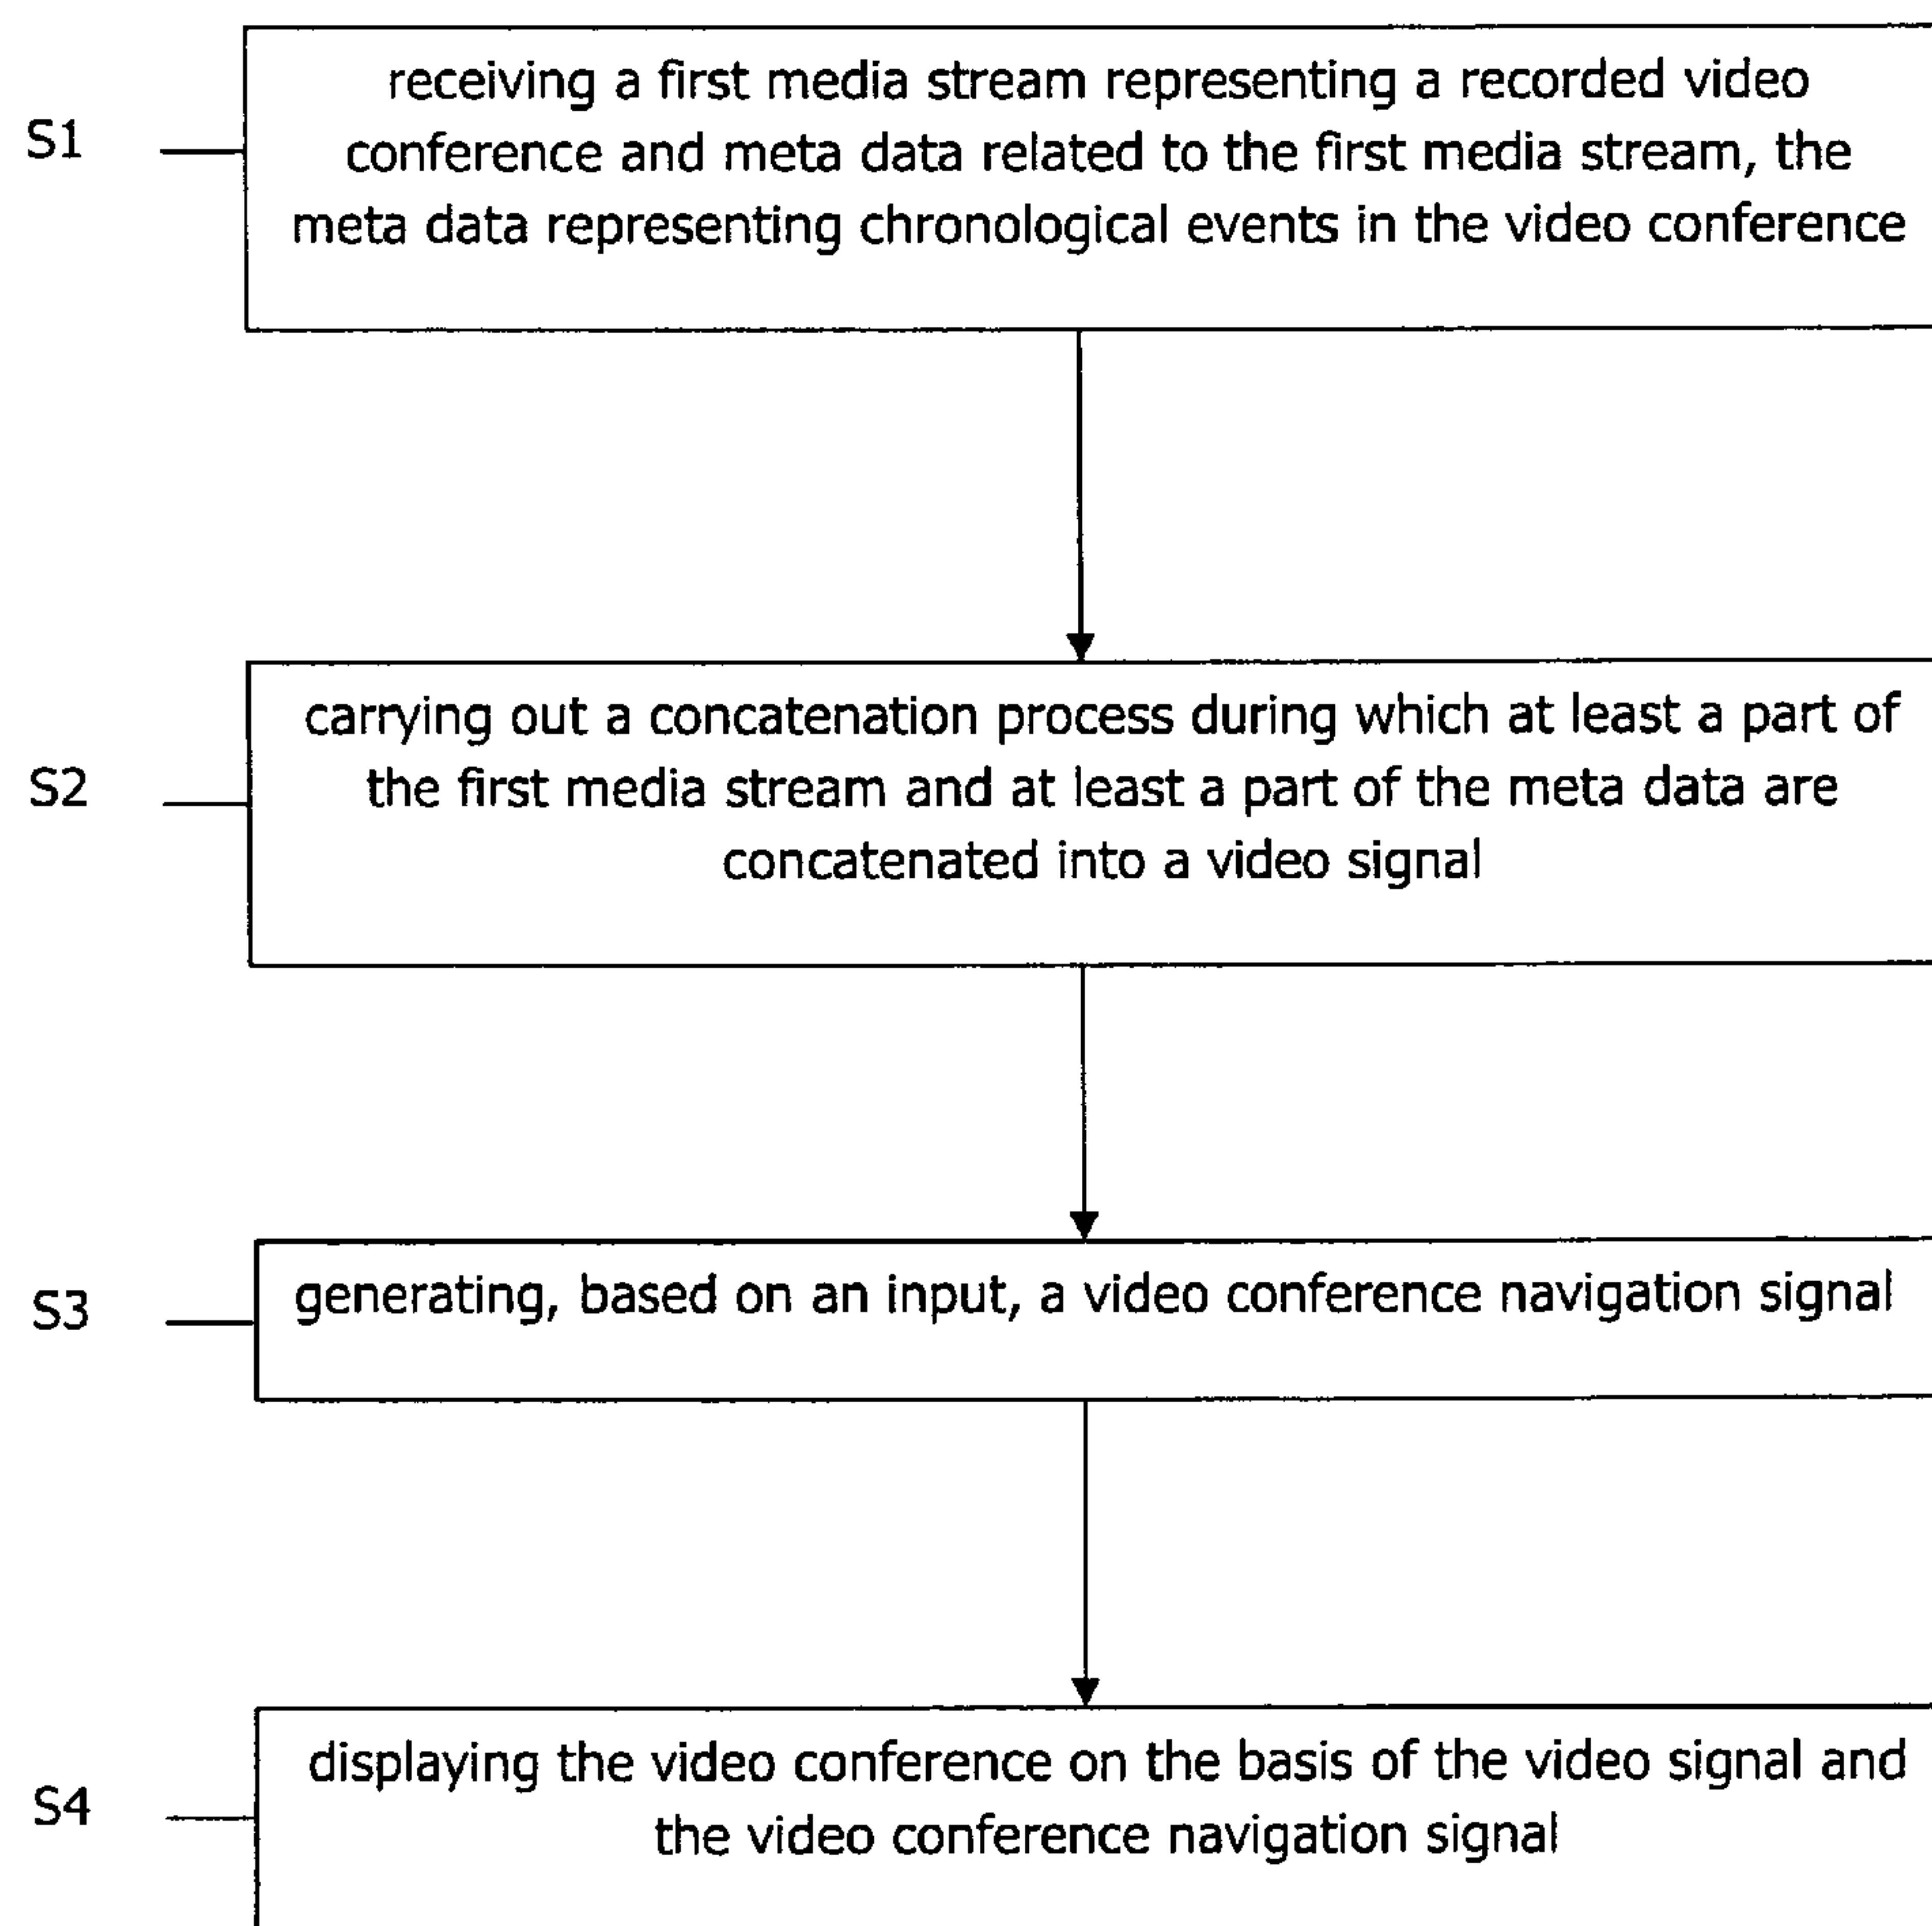 receiving a first media stream representing a recorded video
S1
conference and meta data related to the first media stream, the
meta data representing chronological events in the video conference
carrying out a concatenation process during which at least a part of
S2
the first media stream and at least a part of the meta data are
concatenated into a video signal
S3
generating, based on an input, a video conference navigation signal
displaying the video conference on the basis of the video signal and
S4
the video conference navigation signal